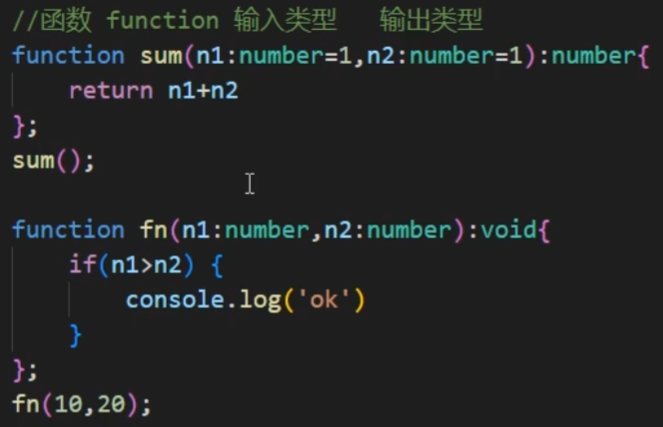 //函数 function 输入类型   输出类型
function sum(n1:number=1,n2:number=1):number{
    return n1+n2
};
sum();
function fn(n1:number,n2:number):void{
    if(n1>n2) {
        console.log('ok')
    }
};
fn(10,20);